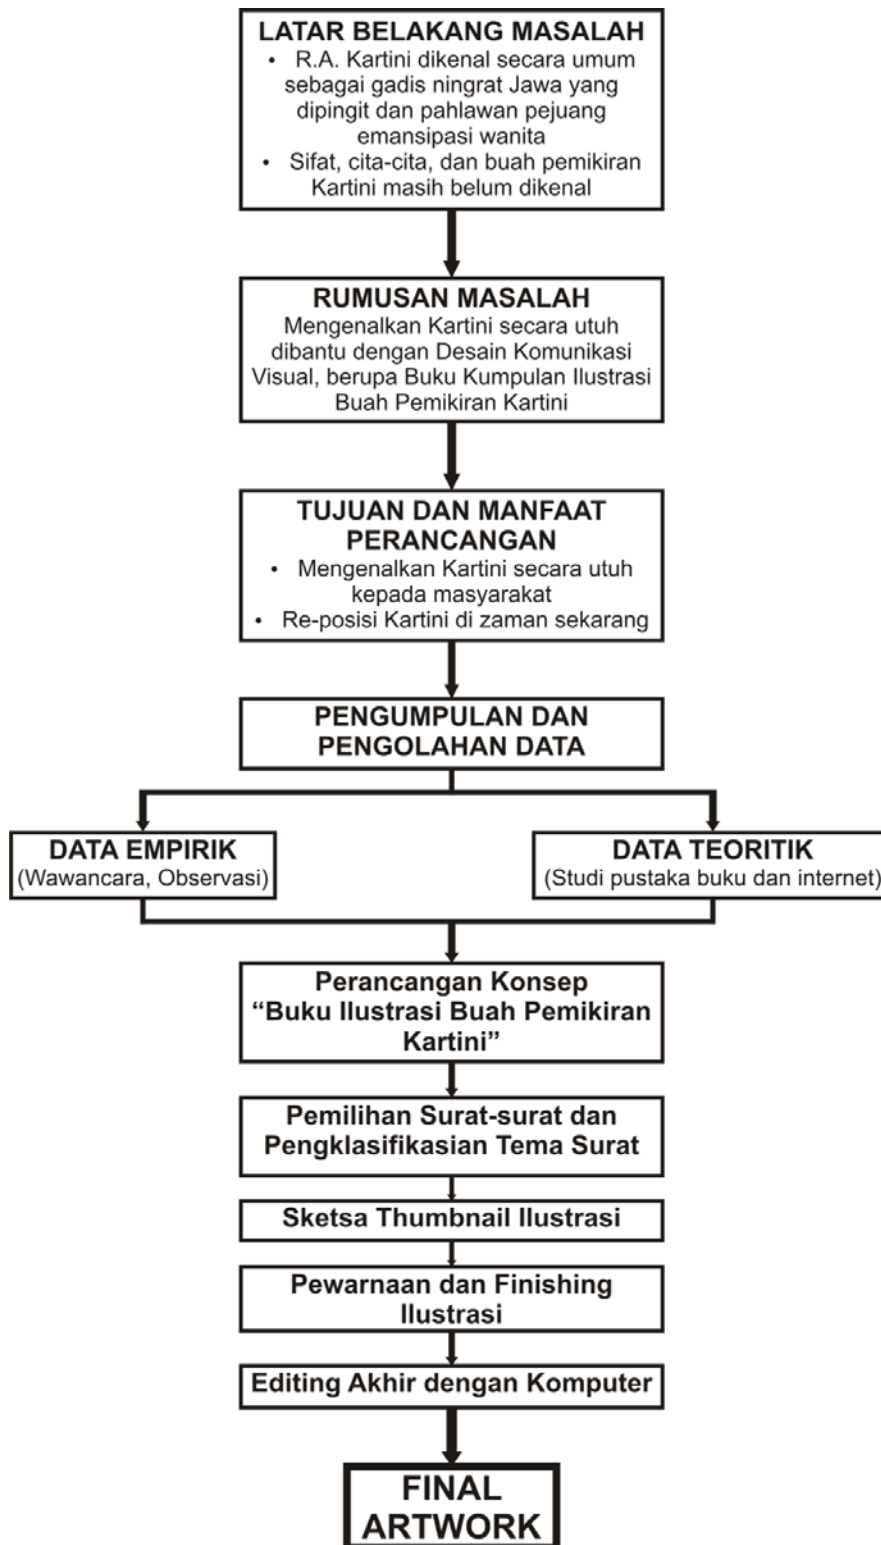 LATAR BELAKANG MASALAH
• R.A. Kartini dikenal secara umum
sebagai gadis ningrat Jawa yang
dipingit dan pahlawan pejuang
emansipasi wanita
• Sifat, cita-cita, dan buah pemikiran
Kartini masih belum dikenal
RUMUSAN MASALAH
Mengenalkan Kartini secara utuh
dibantu dengan Desain Komunikasi
Visual, berupa Buku Kumpulan Ilustrasi
Buah Pemikiran Kartini
TUJUAN DAN MANFAAT
PERANCANGAN
• Mengenalkan Kartini secara utuh
kepada masyarakat
• Re-posisi Kartini di zaman sekarang
PENGUMPULAN DAN
PENGOLAHAN DATA
DATA EMPIRIK
(Wawancara, Observasi)
DATA TEORITIK
(Studi pustaka buku dan internet)
Perancangan Konsep
“Buku Ilustrasi Buah Pemikiran
Kartini”
Pemilihan Surat-surat dan
Pengklasifikasian Tema Surat
Sketsa Thumbnail Ilustrasi
Pewarnaan dan Finishing
Ilustrasi
Editing Akhir dengan Komputer
FINAL
ARTWORK